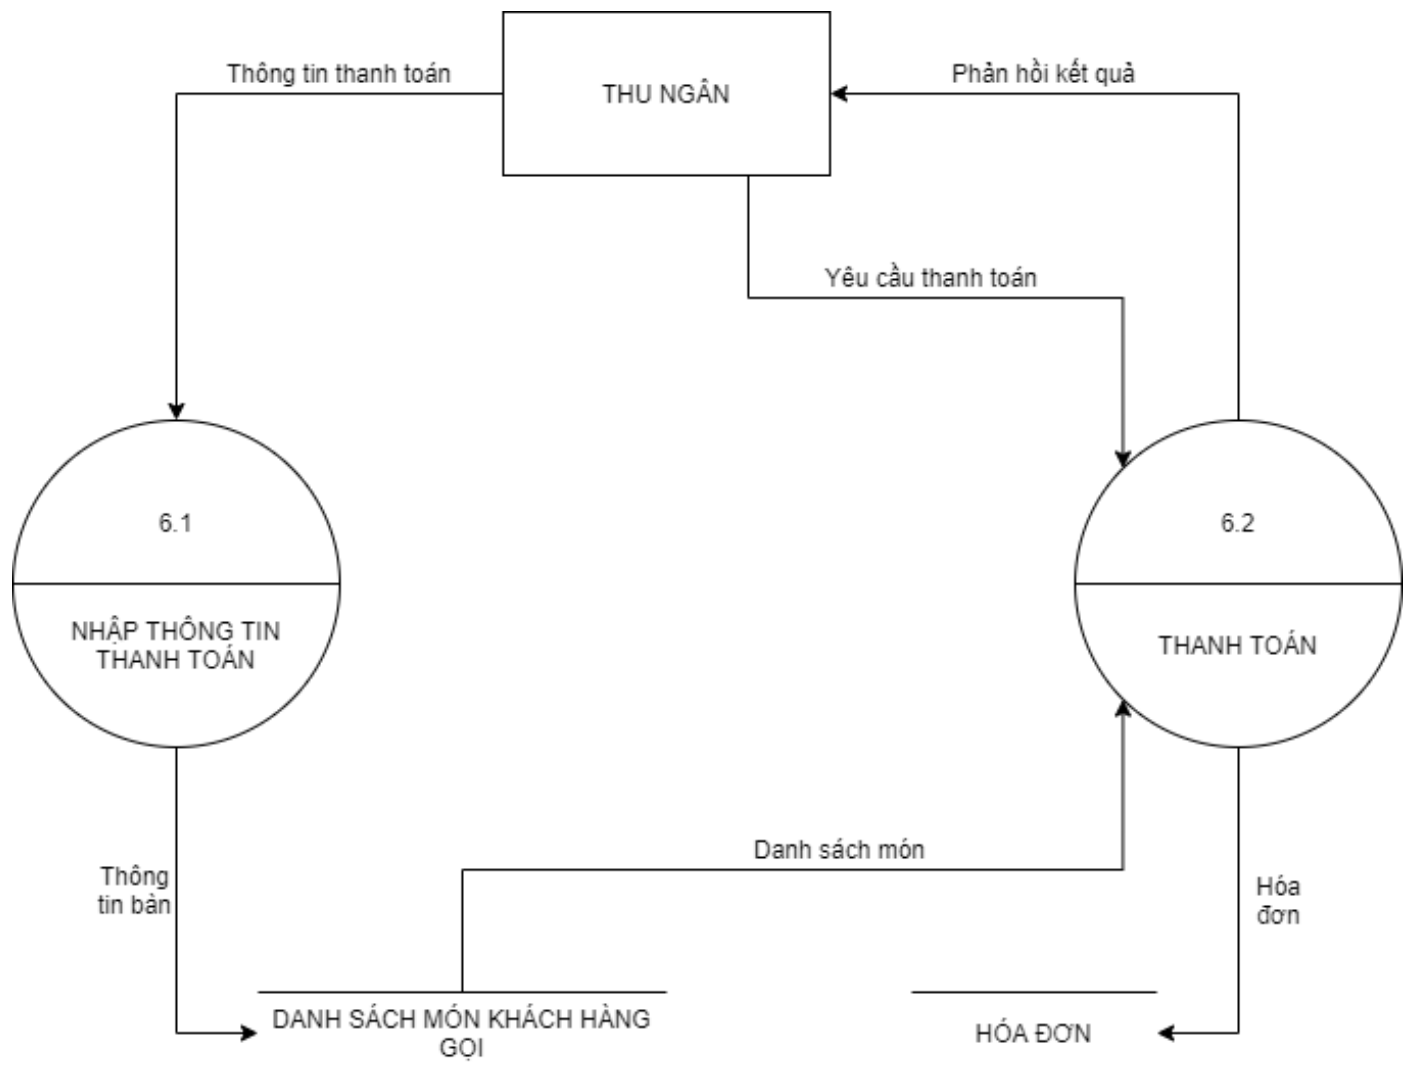 Thông tin thanh toán
THU NGÂN
Phản hồi kết quả
Yêu cầu thanh toán
6.1
NHẬP THÔNG TIN
THANH TOÁN
6.2
THANH TOÁN
Danh sách món
Thông
tin bàn
Hóa
đơn
DANH SÁCH MÓN KHÁCH HÀNG
GỌI
HÓA ĐƠN